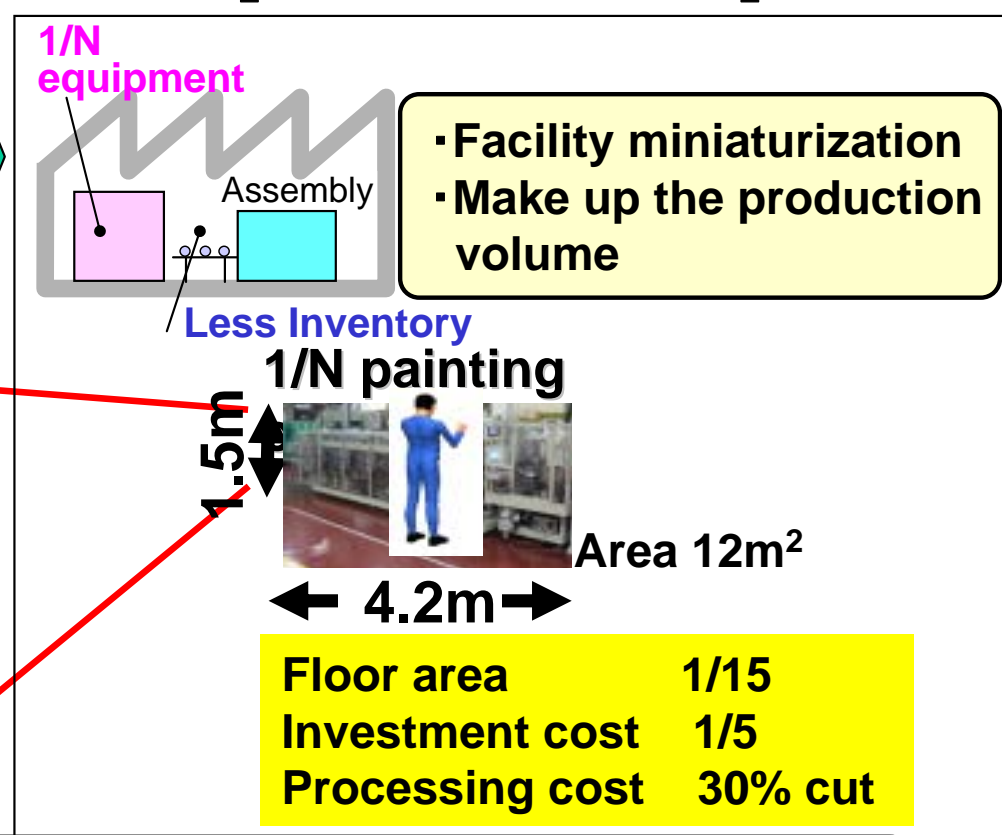 1/N
equipment
Assembly
Less Inventory
・Facility miniaturization
・Make up the production
volume
1/N painting
1.5m
Area 12m²
4.2m
Floor area 1/15
Investment cost 1/5
Processing cost 30% cut